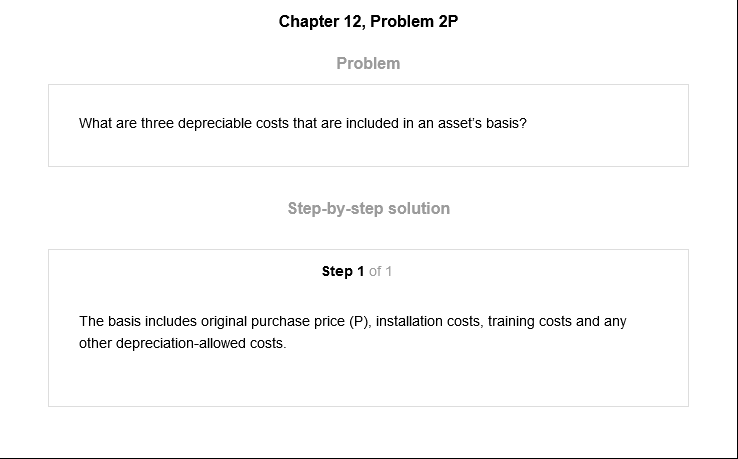 Chapter 12, Problem 2P
Problem
What are three depreciable costs that are included in an asset's basis?
Step-by-step solution
Step 1 of 1
The basis includes original purchase price (P), installation costs, training costs and any
other depreciation-allowed costs.